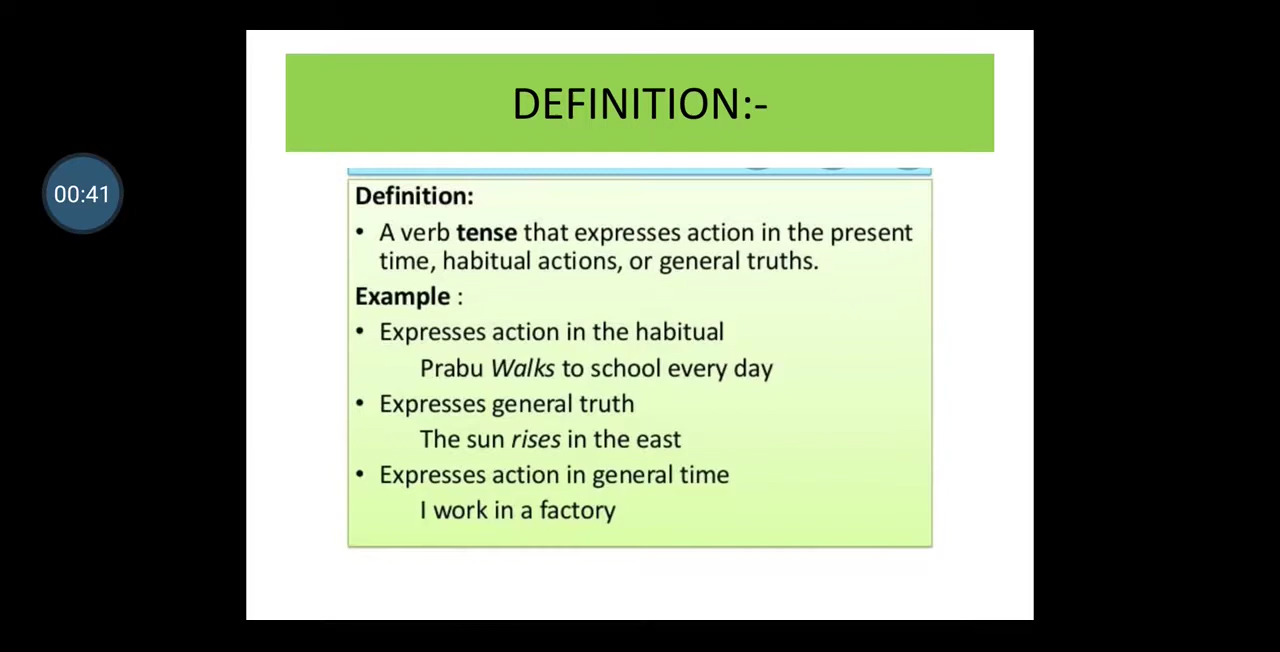 DEFINITION:-
00:41
Definition:
• A verb tense that expresses action in the present
time, habitual actions, or general truths.
Example :
• Expresses action in the habitual
Prabu Walks to school every day
• Expresses general truth
The sun rises in the east
• Expresses action in general time
I work in a factory